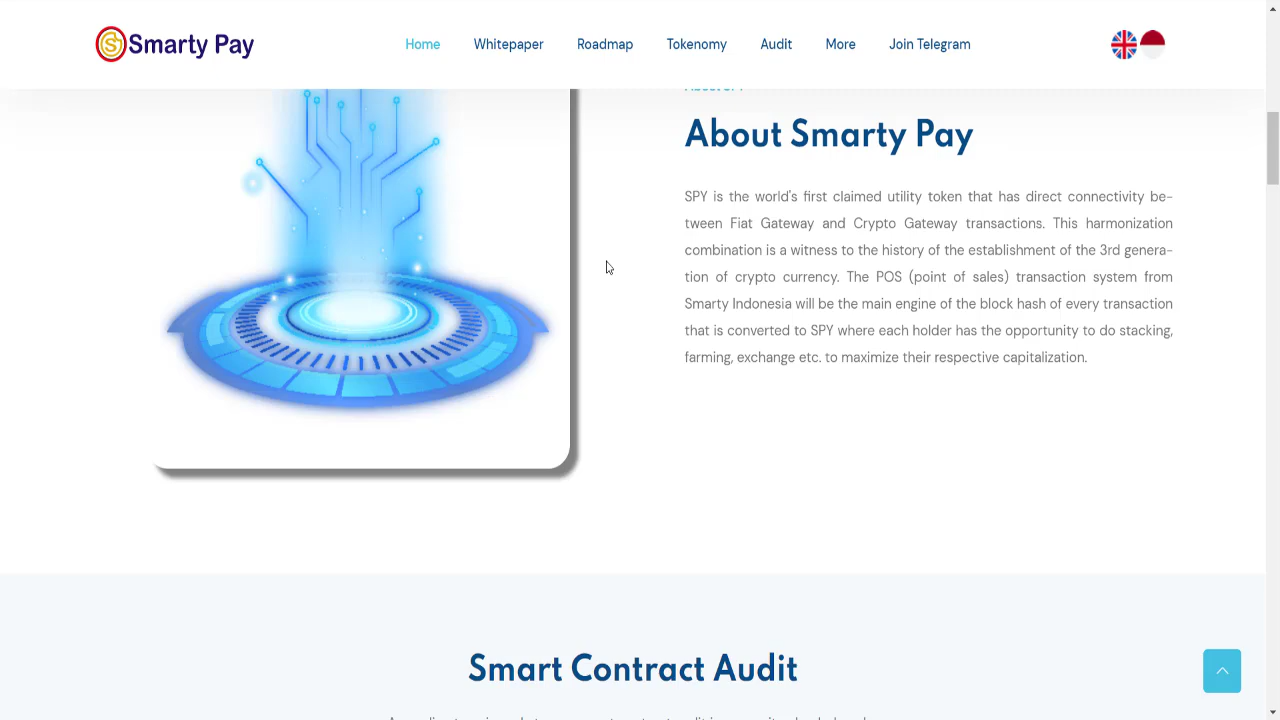 Smarty Pay
Home Whitepaper Roadmap Tokenomy Audit More Join Telegram
About Smarty Pay
SPY is the world's first claimed utility token that has direct connectivity be-
tween Fiat Gateway and Crypto Gateway transactions. This harmonization
combination is a witness to the history of the establishment of the 3rd genera-
tion of crypto currency. The POS (point of sales) transaction system from
Smarty Indonesia will be the main engine of the block hash of every transaction
that is converted to SPY where each holder has the opportunity to do stacking,
farming, exchange etc. to maximize their respective capitalization.
Smart Contract Audit